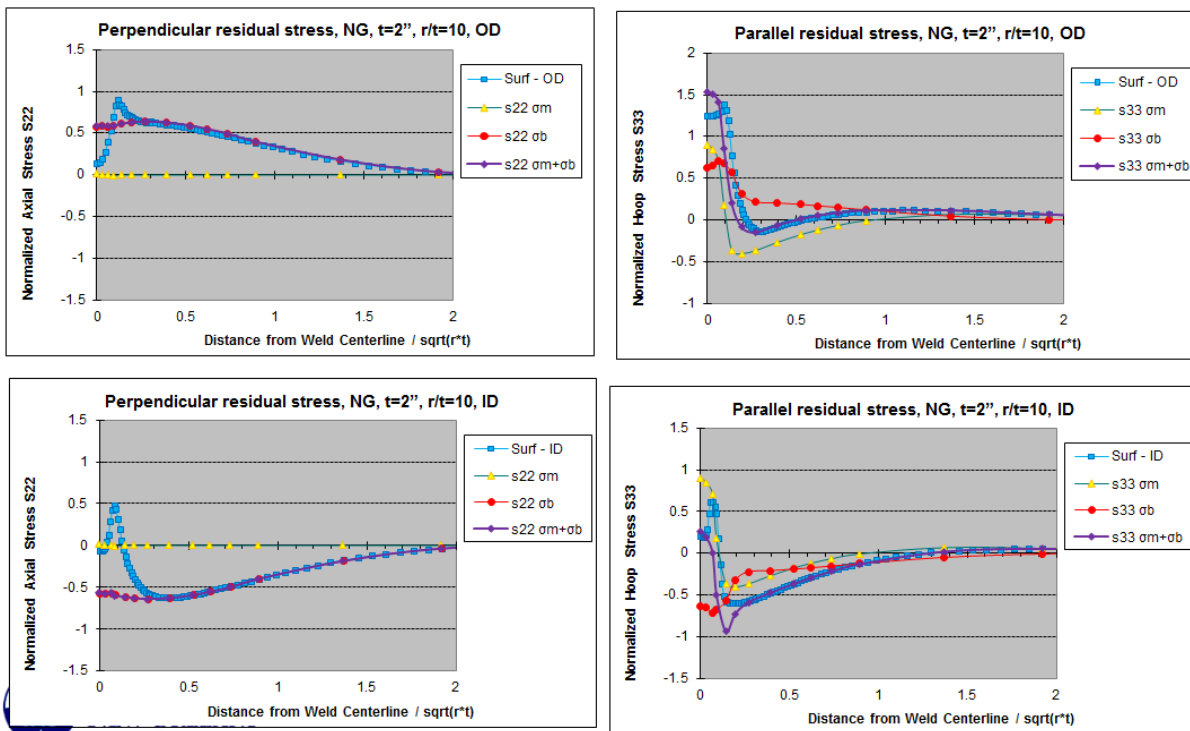 Perpendicular residual stress, NG, t=2”, r/t=10, OD
Normalized Axial Stress S22
1.5
1
0.5
0
-0.5
-1
-1.5
0
0.5
1
1.5
2
Distance from Weld Centerline / sqrt(r*t)
Surf - OD
s22 σm
s22 σb
s22 σm+σb
Parallel residual stress, NG, t=2”, r/t=10, OD
Normalized Hoop Stress S33
2
1.5
1
0.5
0
-0.5
-1
0
0.5
1
1.5
2
Distance from Weld Centerline / sqrt(r*t)
Surf - OD
s33 σm
s33 σb
s33 σm+σb
Perpendicular residual stress, NG, t=2”, r/t=10, ID
Normalized Axial Stress S22
1.5
1
0.5
0
-0.5
-1
-1.5
0
0.5
1
1.5
2
Distance from Weld Centerline / sqrt(r*t)
Surf - ID
s22 σm
s22 σb
s22 σm+σb
Parallel residual stress, NG, t=2”, r/t=10, ID
Normalized Hoop Stress S33
1.5
1
0.5
0
-0.5
-1
-1.5
0
0.5
1
1.5
2
Distance from Weld Centerline / sqrt(r*t)
Surf - ID
s33 σm
s33 σb
s33 σm+σb